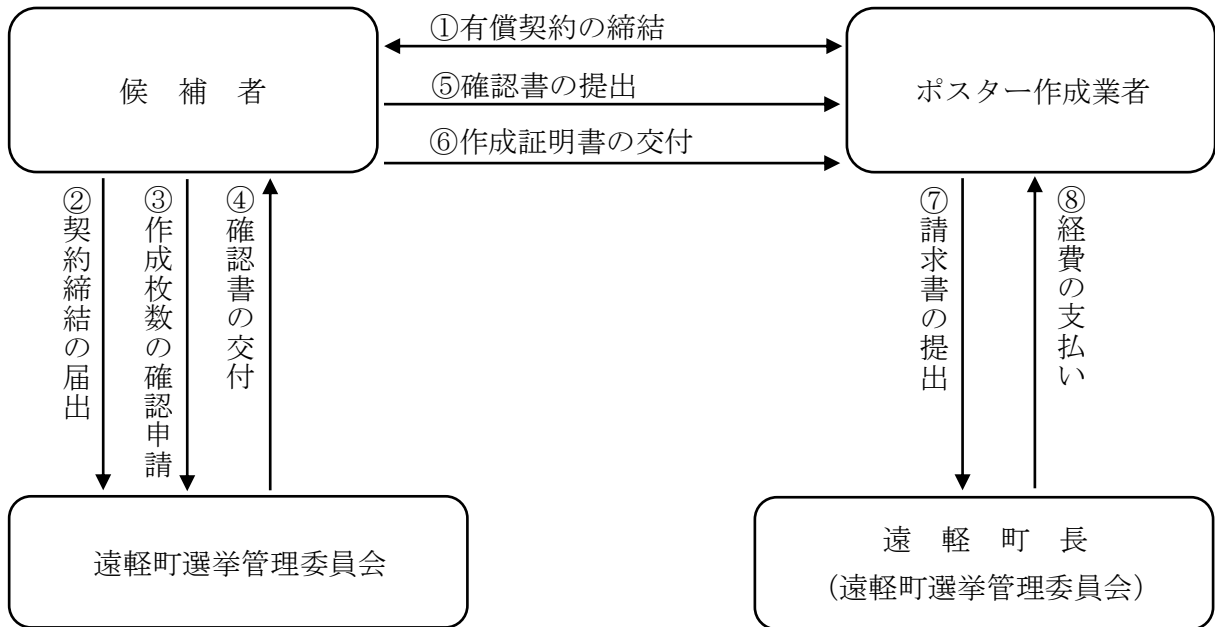 ①有償契約の締結
候　補　者
⑤確認書の提出
ポスター作成業者
⑥作成証明書の交付
②契約締結の届出
③作成枚数の確認申請
④確認書の交付
⑦請求書の提出
⑧経費の支払い
遠軽町選挙管理委員会
遠　軽　町　長
（遠軽町選挙管理委員会）